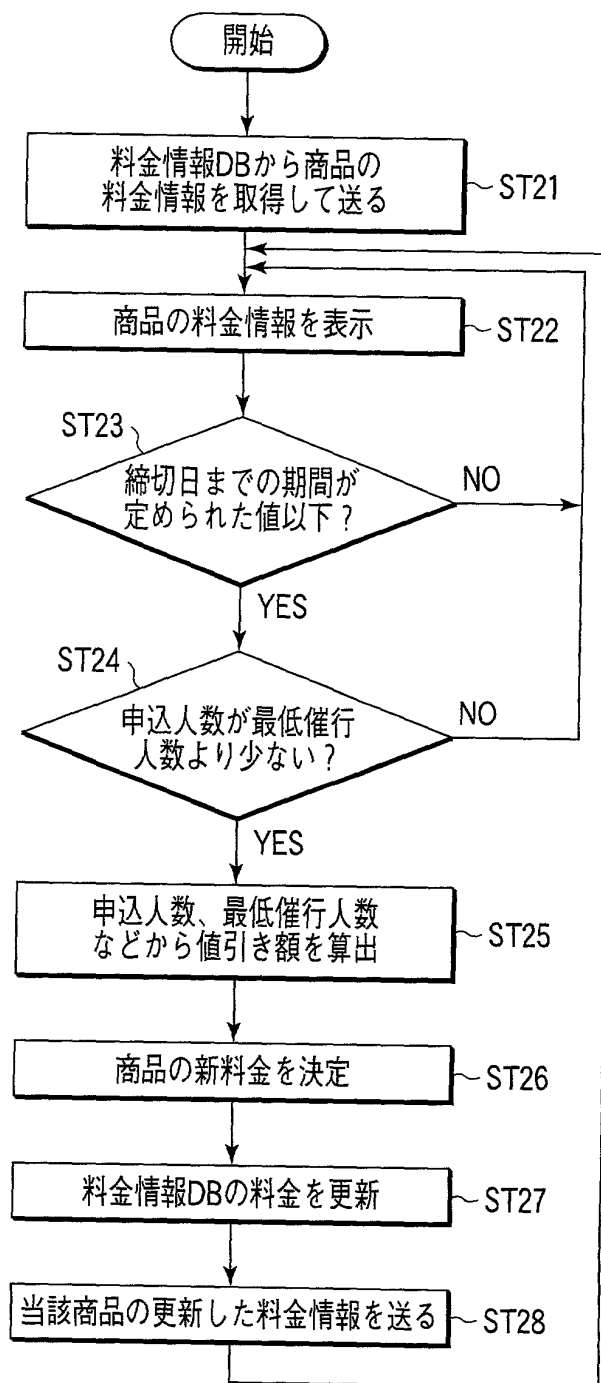 開始
料金情報DBから商品の
料金情報を取得して送る
ST21
商品の料金情報を表示
ST22
ST23
締切日までの期間が
定められた値以下?
NO
YES
ST24
申込人数が最低催行
人数より少ない?
NO
YES
申込人数、最低催行人数
などから値引き額を算出
ST25
商品の新料金を決定
ST26
料金情報DBの料金を更新
ST27
当該商品の更新した料金情報を送る
ST28